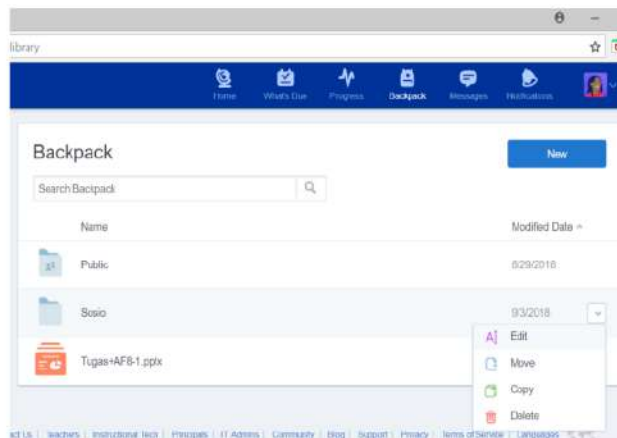 library
Home What's Due Progress Backpack Messages Notifications
Backpack
New
Search Backpack
Name Modified Date
Public 8/29/2018
Sosio 9/3/2018
Edit
Tugas+AF8-1.pptx
Move
Copy
Delete
Us Teachers Instructional Tech Principals IT Admins Community Blog Support Privacy Terms of Service Languages